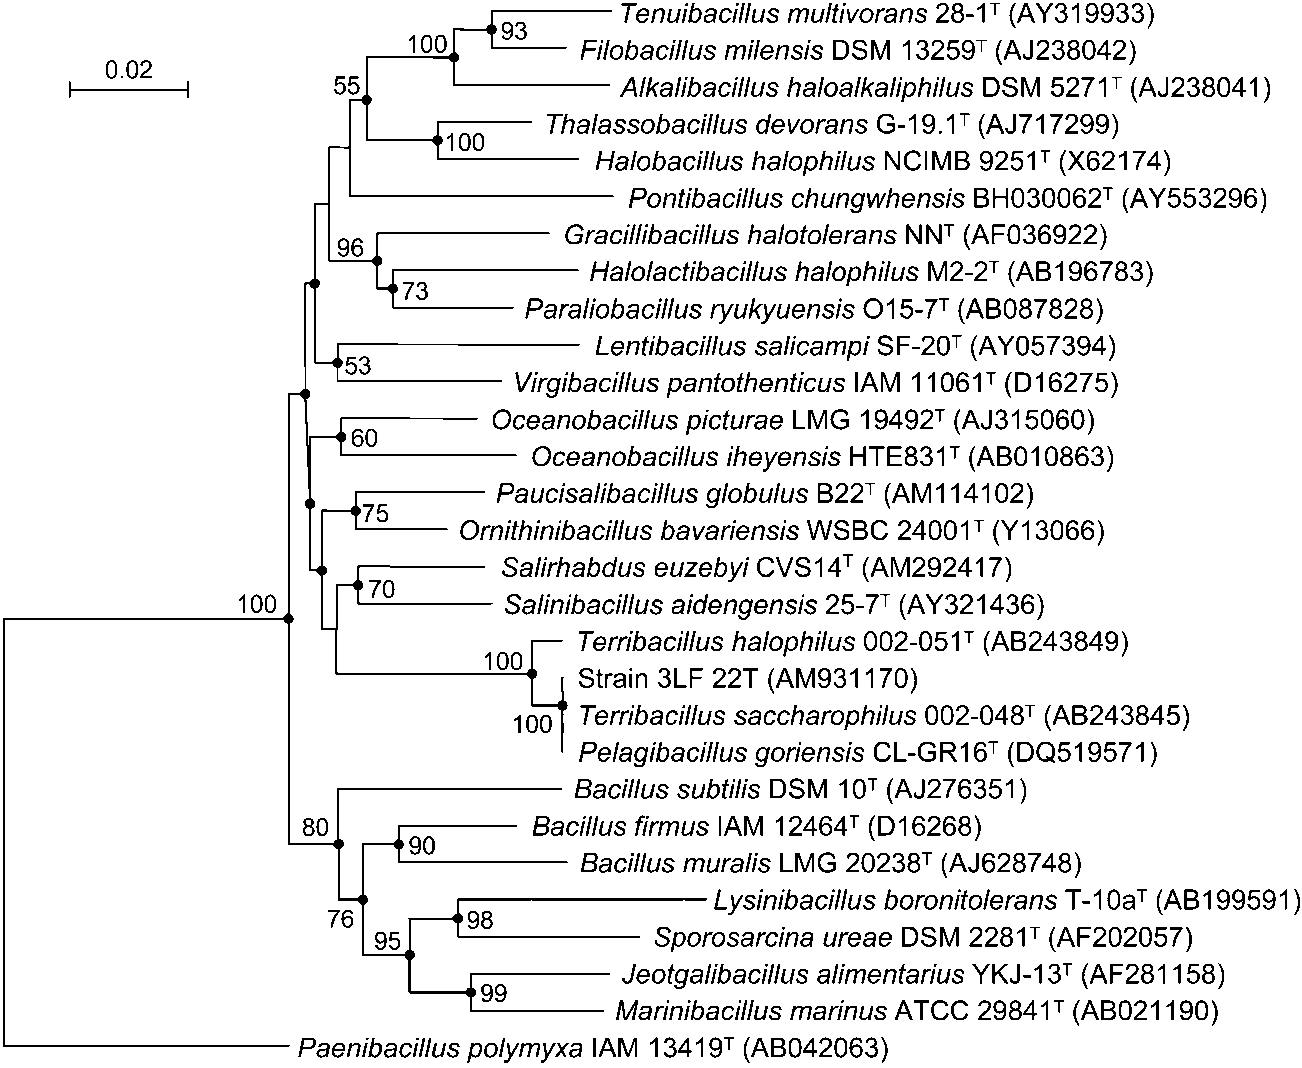 Tenuibacillus multivorans 28-1ᵀ (AY319933)
93
100
Filobacillus milensis DSM 13259ᵀ (AJ238042)
0.02
55
Alkalibacillus haloalkaliphilus DSM 5271ᵀ (AJ238041)
Thalassobacillus devorans G-19.1ᵀ (AJ717299)
100
Halobacillus halophilus NCIMB 9251ᵀ (X62174)
Pontibacillus chungwhensis BH030062ᵀ (AY553296)
Gracillibacillus halotolerans NNᵀ (AF036922)
96
Halolactibacillus halophilus M2-2ᵀ (AB196783)
73
Paraliobacillus ryukyuensis O15-7ᵀ (AB087828)
Lentibacillus salicampi SF-20ᵀ (AY057394)
53
Virgibacillus pantothenticus IAM 11061ᵀ (D16275)
Oceanobacillus picturae LMG 19492ᵀ (AJ315060)
60
Oceanobacillus iheyensis HTE831ᵀ (AB010863)
Paucisalibacillus globulus B22ᵀ (AM114102)
75
Ornithinibacillus bavariensis WSBC 24001ᵀ (Y13066)
Salirhabdus euzebyi CVS14ᵀ (AM292417)
70
Salinibacillus aidengensis 25-7ᵀ (AY321436)
100
Terribacillus halophilus 002-051ᵀ (AB243849)
100
Strain 3LF 22T (AM931170)
Terribacillus saccharophilus 002-048ᵀ (AB243845)
100
Pelagibacillus goriensis CL-GR16ᵀ (DQ519571)
Bacillus subtilis DSM 10ᵀ (AJ276351)
80
Bacillus firmus IAM 12464ᵀ (D16268)
90
Bacillus muralis LMG 20238ᵀ (AJ628748)
Lysinibacillus boronitolerans T-10aᵀ (AB199591)
76
98
95
Sporosarcina ureae DSM 2281ᵀ (AF202057)
Jeotgalibacillus alimentarius YKJ-13ᵀ (AF281158)
99
Marinibacillus marinus ATCC 29841ᵀ (AB021190)
Paenibacillus polymyxa IAM 13419ᵀ (AB042063)